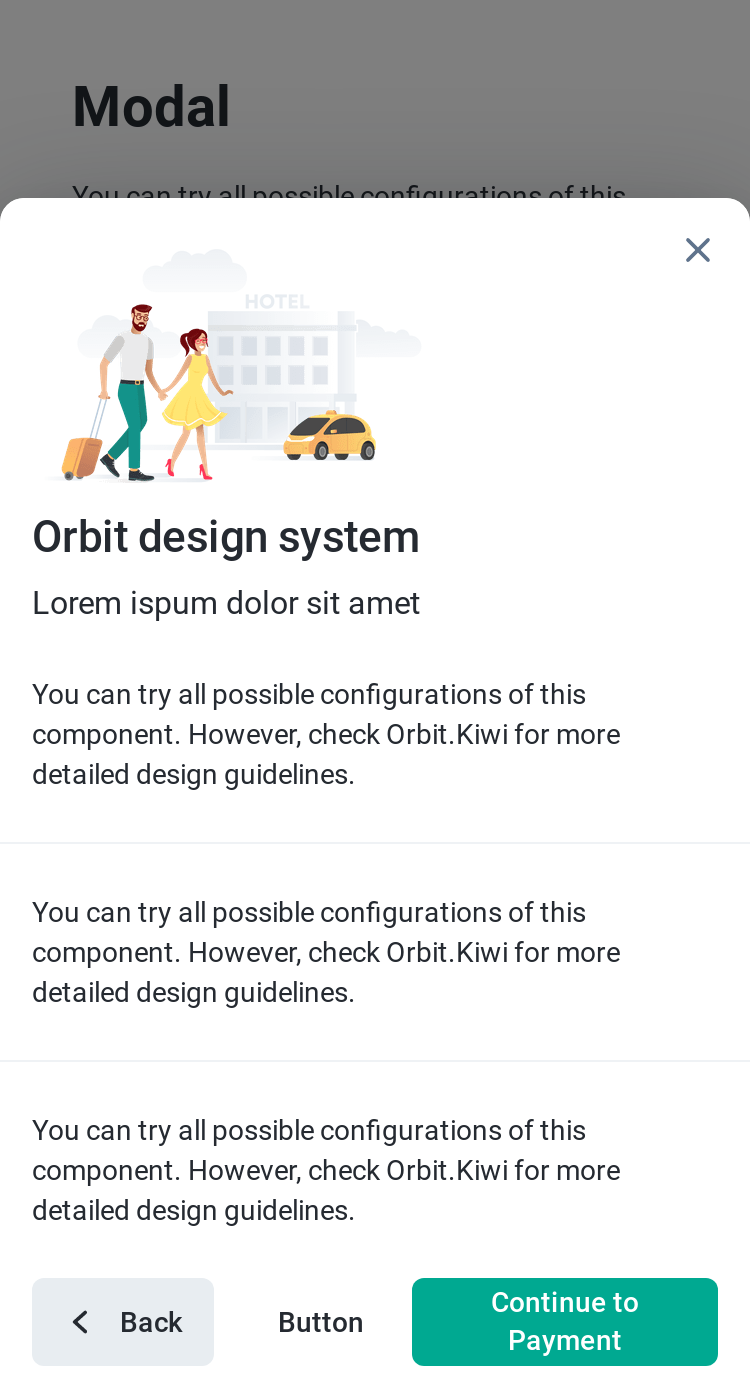 Modal
You can try all possible configurations of this
HOTEL
Orbit design system
Lorem ispum dolor sit amet
You can try all possible configurations of this
component. However, check Orbit.Kiwi for more
detailed design guidelines.
You can try all possible configurations of this
component. However, check Orbit.Kiwi for more
detailed design guidelines.
You can try all possible configurations of this
component. However, check Orbit.Kiwi for more
detailed design guidelines.
Back
Button
Continue to
Payment